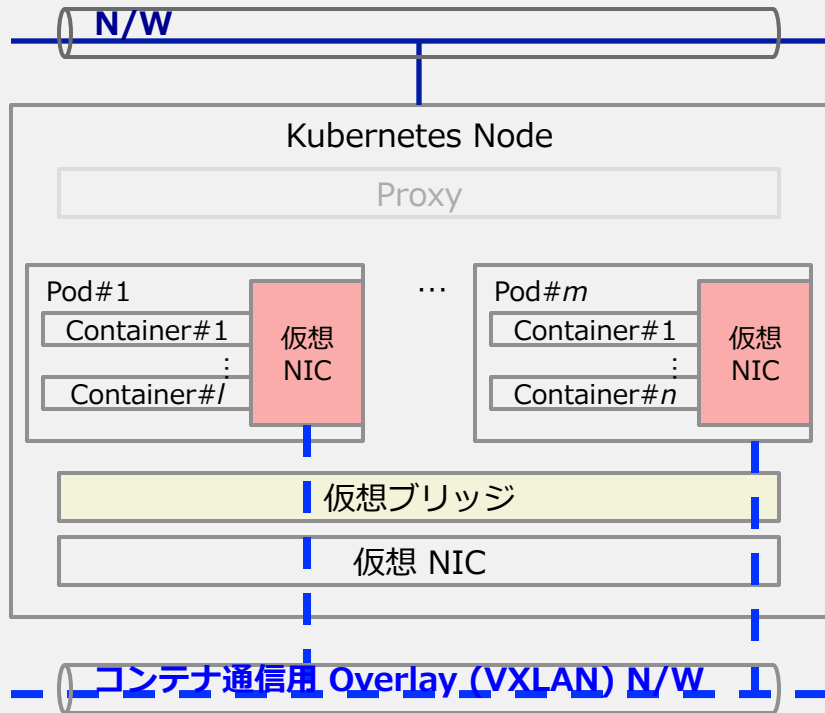 N/W
Kubernetes Node
Proxy
Pod#1
Container#1
⋮
Container#l
仮想
NIC
…
Pod#m
Container#1
⋮
Container#n
仮想
NIC
仮想ブリッジ
仮想 NIC
コンテナ通信用 Overlay (VXLAN) N/W